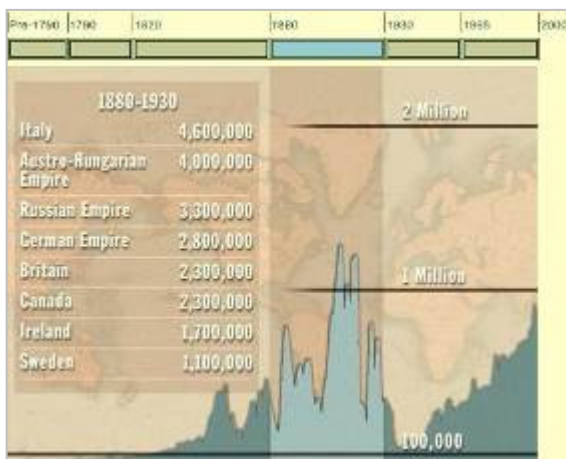 Pre-1790 1790 1820 1880 1930 1965 2000
1880-1930
2 Million
Italy 4,600,000
Austro-Hungarian 4,000,000
Empire
Russian Empire 3,300,000
German Empire 2,800,000
Britain 2,300,000
1 Million
Canada 2,300,000
Ireland 1,700,000
Sweden 1,100,000
100,000